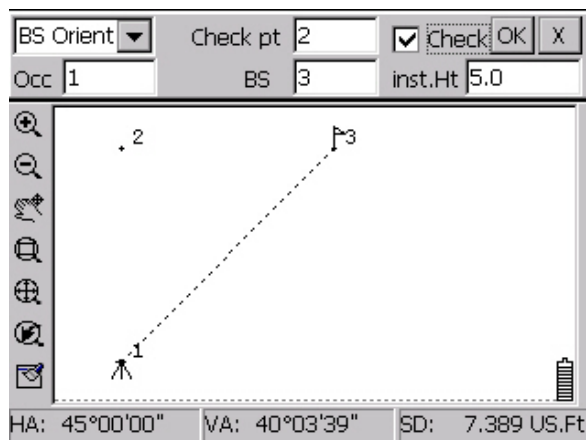 BS Orient Check pt 2 Check OK X
Occ 1 BS 3 inst.Ht 5.0
2 3
1
HA: 45°00'00" VA: 40°03'39" SD: 7.389 US.Ft